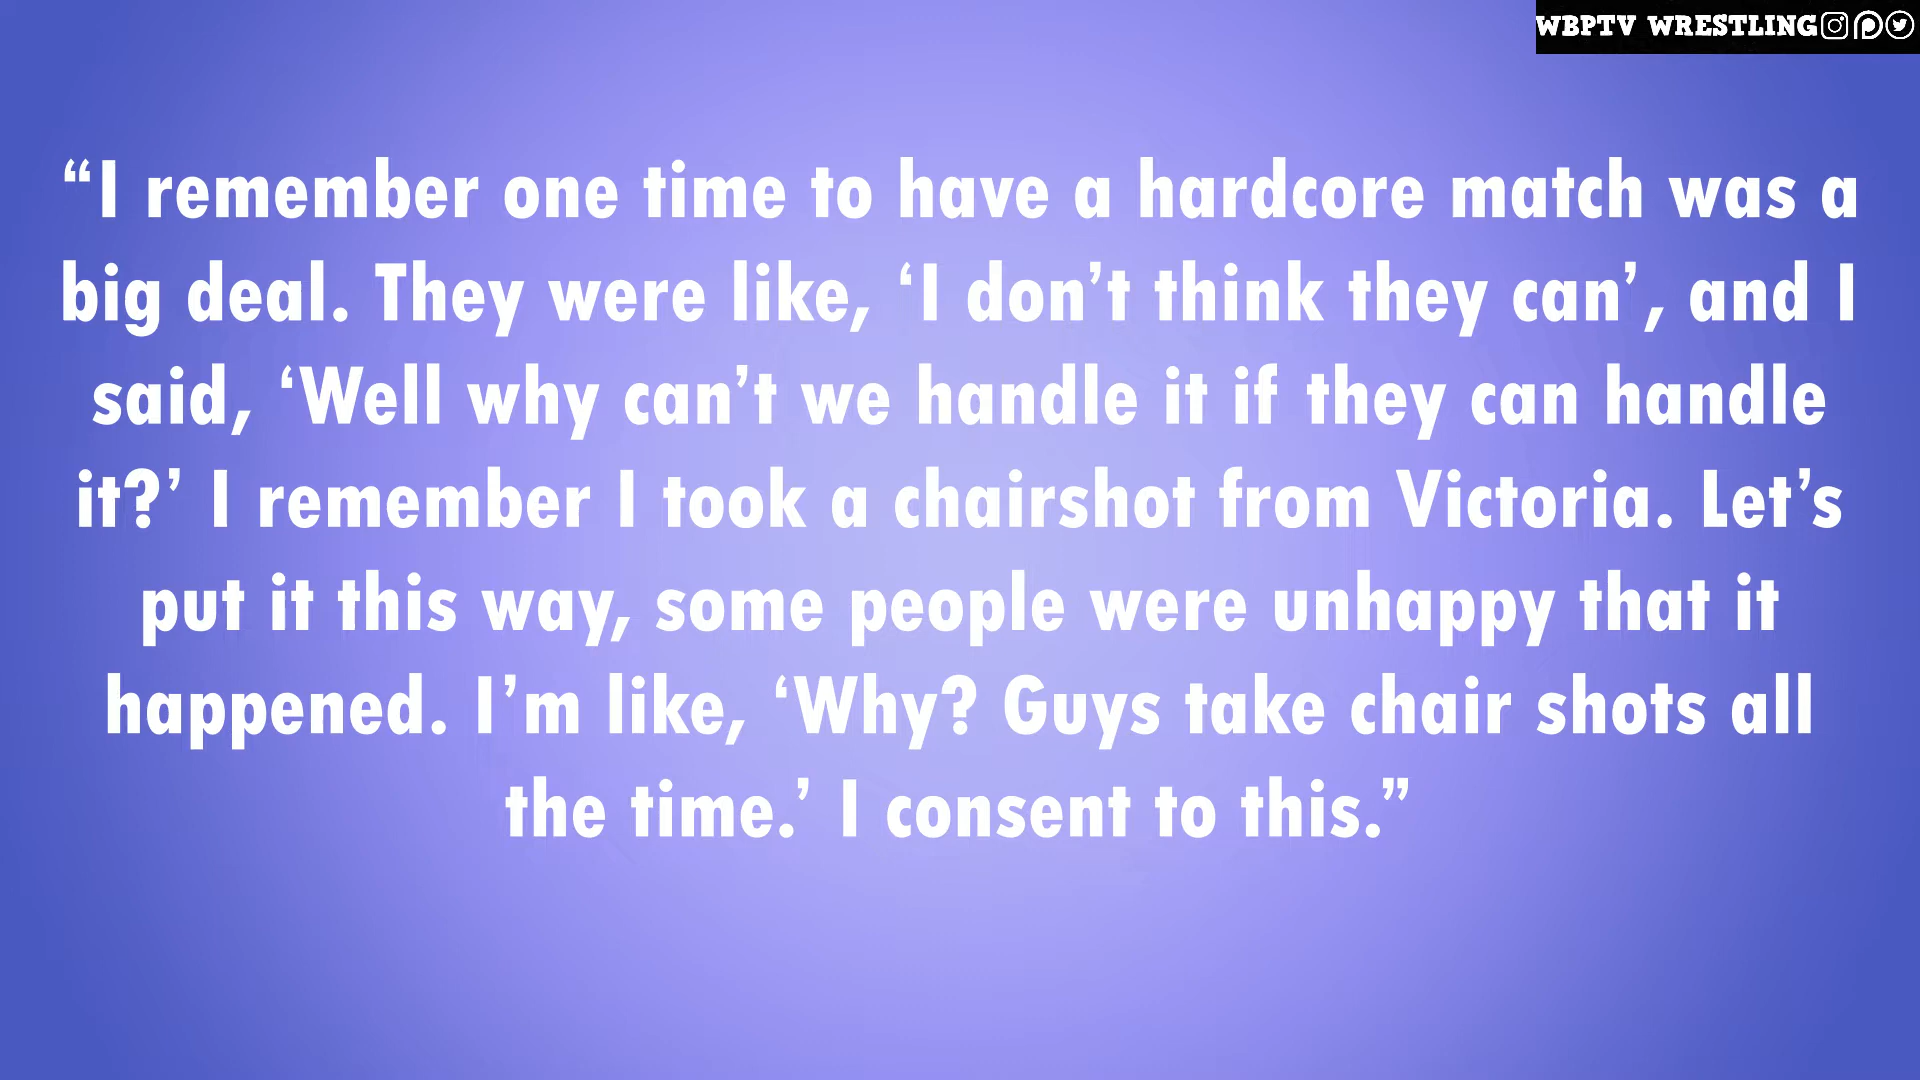 WBPTV WRESTLING
“I remember one time to have a hardcore match was a
big deal. They were like, ‘I don’t think they can’, and I
said, ‘Well why can’t we handle it if they can handle
it?’ I remember I took a chairshot from Victoria. Let’s
put it this way, some people were unhappy that it
happened. I’m like, ‘Why? Guys take chair shots all
the time.’ I consent to this.”